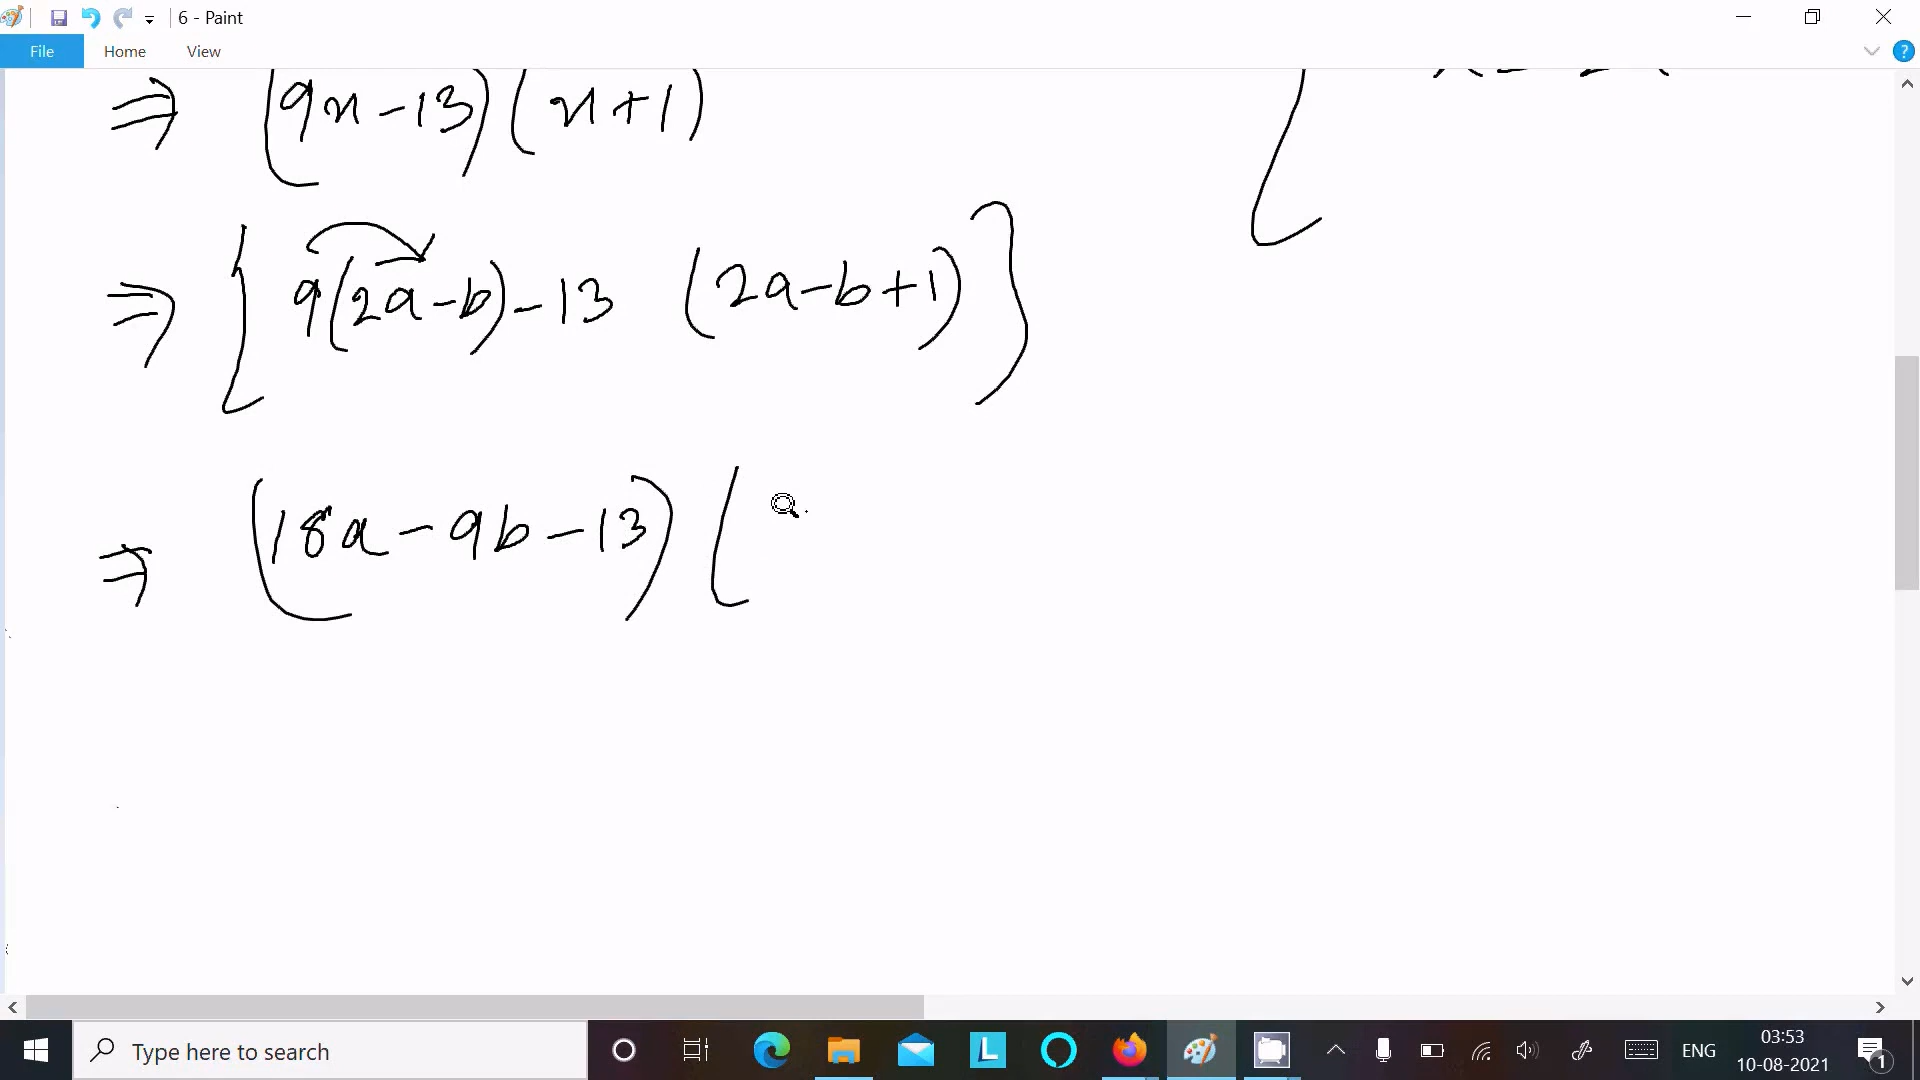 6 - Paint
File Home View
⇒ (9x-13)(x+1)
⇒ { 9(2a-b)-13 (2a-b+1) }
⇒ (18a-9b-13) (
Type here to search
ENG
03:53
10-08-2021
1